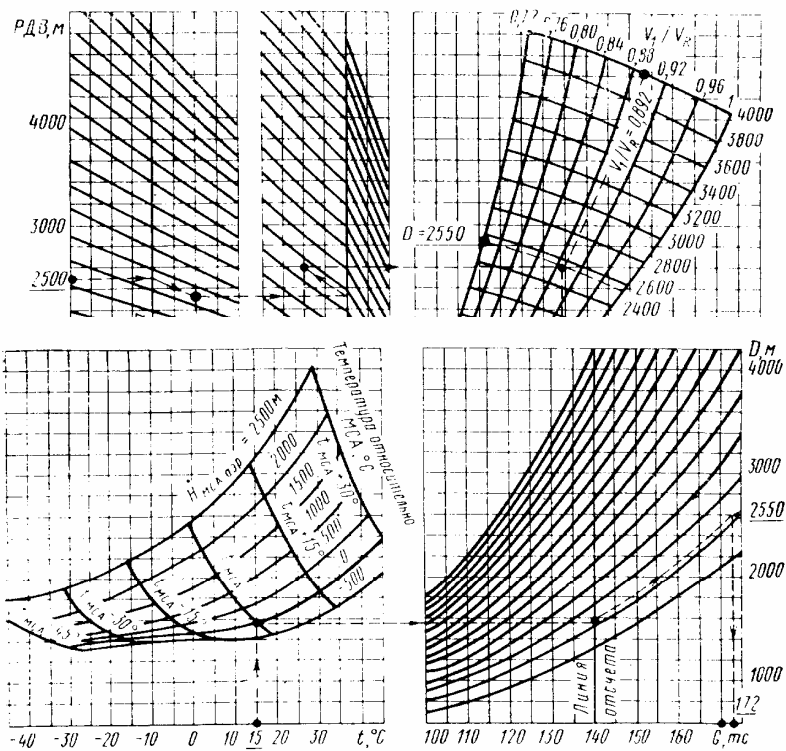 РДВ, м
4000
3000
2500
0,72 0,76 0,80 0,84 0,88 0,92 0,96 1
V₁ / V_R
V₁/V_R = 0,892
4000
3800
3600
3400
3200
3000
2800
2600
2400
D = 2550
H МСА аэр = 2500 м
2000
1500
1000
500
0
-500
Температура относительно
МСА, °C
t МСА +30°
t МСА +15°
МСА
t МСА -15°
t МСА -30°
МСА -45°
-40 -30 -20 -10 0 10 15 20 30 t, °C
D, м
4000
3000
2550
2000
1000
Линия
отсчета
100 110 120 130 140 150 160 G, тс 172